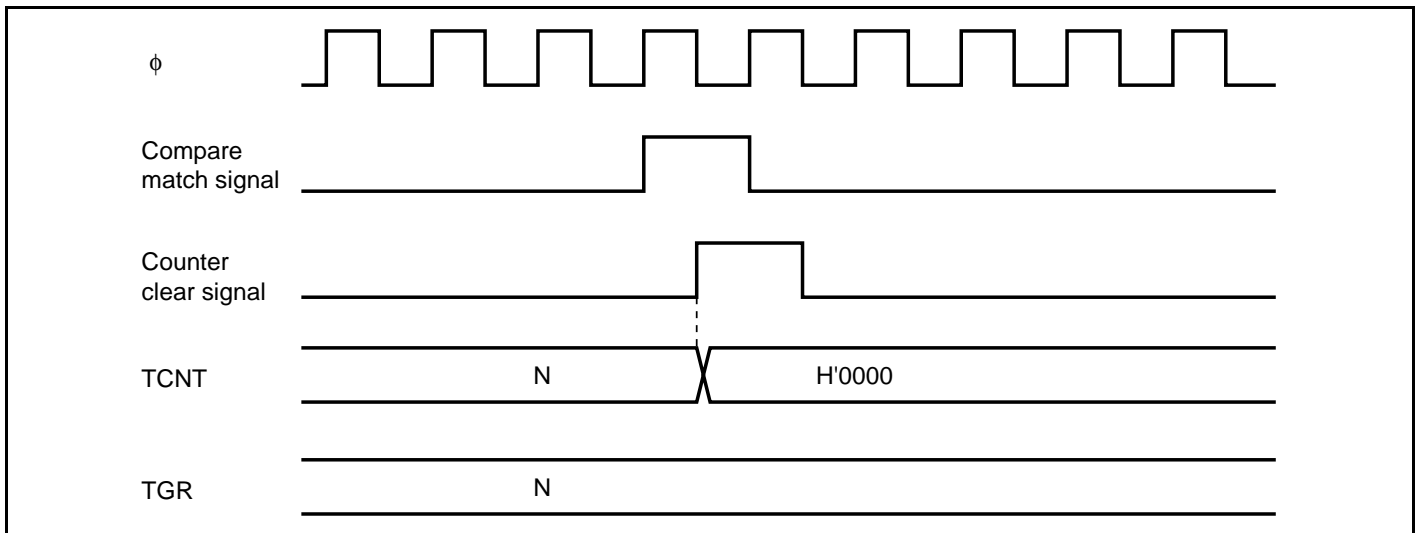 ϕ
Compare
match signal
Counter
clear signal
TCNT N H'0000
TGR N